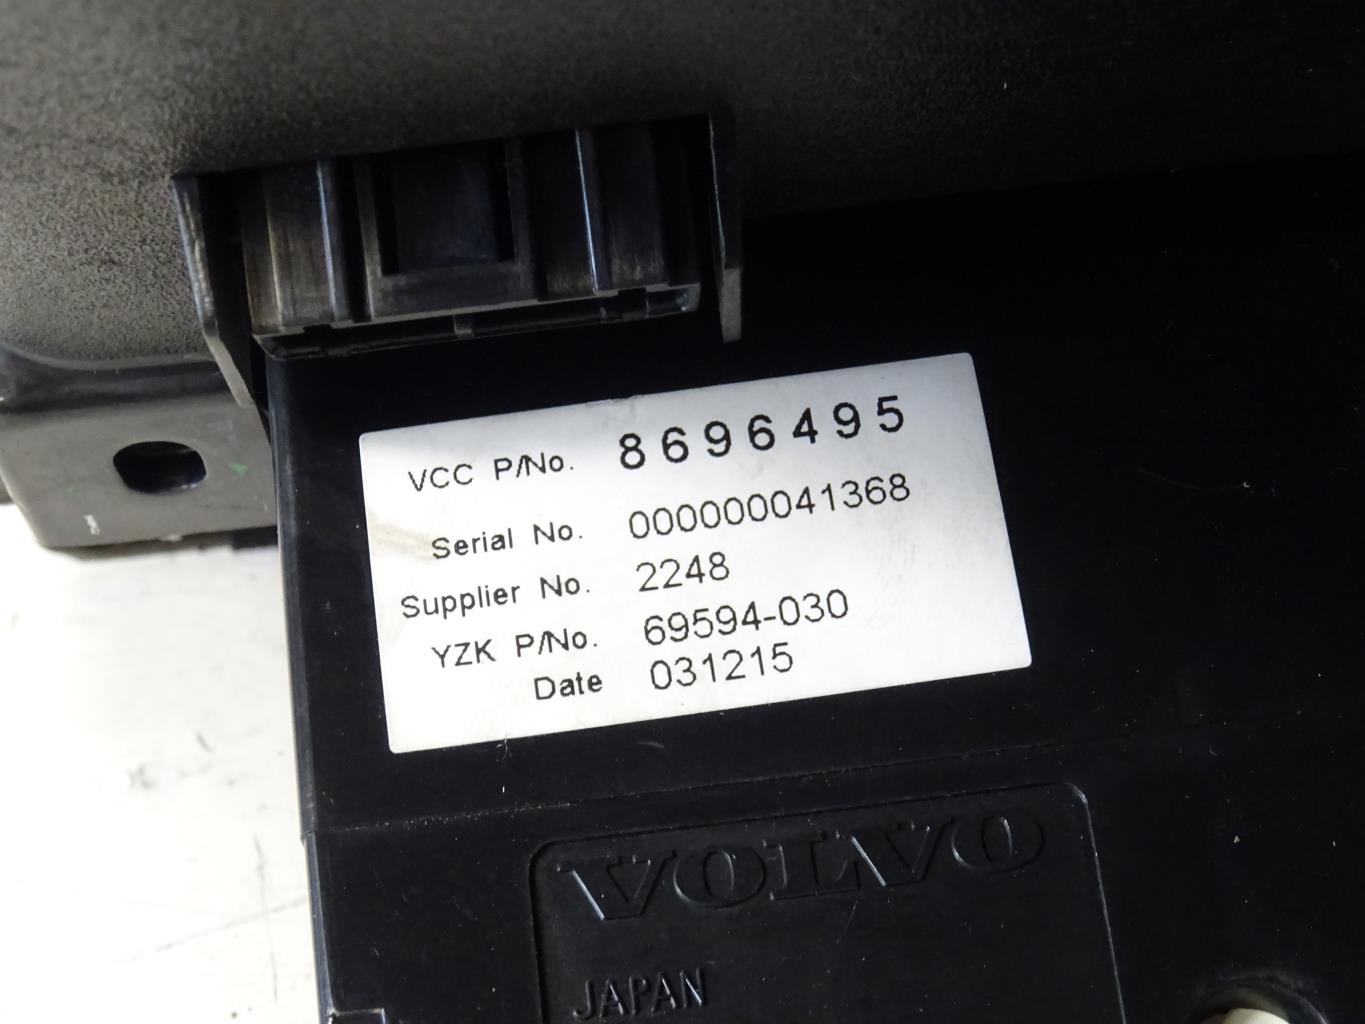 VCC P/No. 8696495
Serial No. 000000041368
Supplier No. 2248
YZK P/No. 69594-030
Date 031215
VOLVO
JAPAN